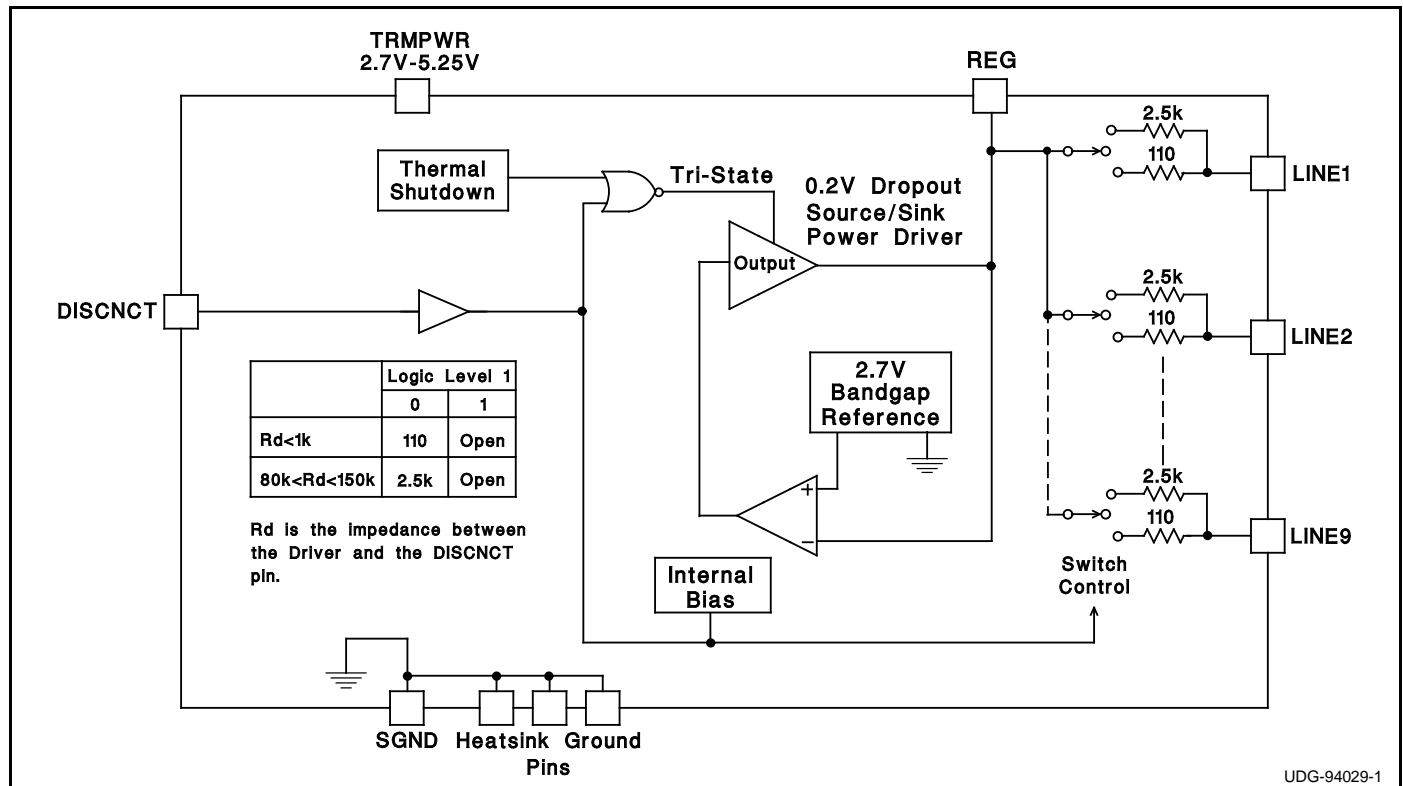 TRMPWR
2.7V-5.25V
REG
2.5k
110
LINE1
Thermal
Shutdown
Tri-State
0.2V Dropout
Source/Sink
Power Driver
Output
DISCNCT
2.5k
110
LINE2
Logic Level 1
0 1
Rd<1k 110 Open
80k<Rd<150k 2.5k Open
Rd is the impedance between
the Driver and the DISCNCT
pin.
2.7V
Bandgap
Reference
+
−
2.5k
110
LINE9
Switch
Control
Internal
Bias
SGND Heatsink Ground
Pins
UDG-94029-1